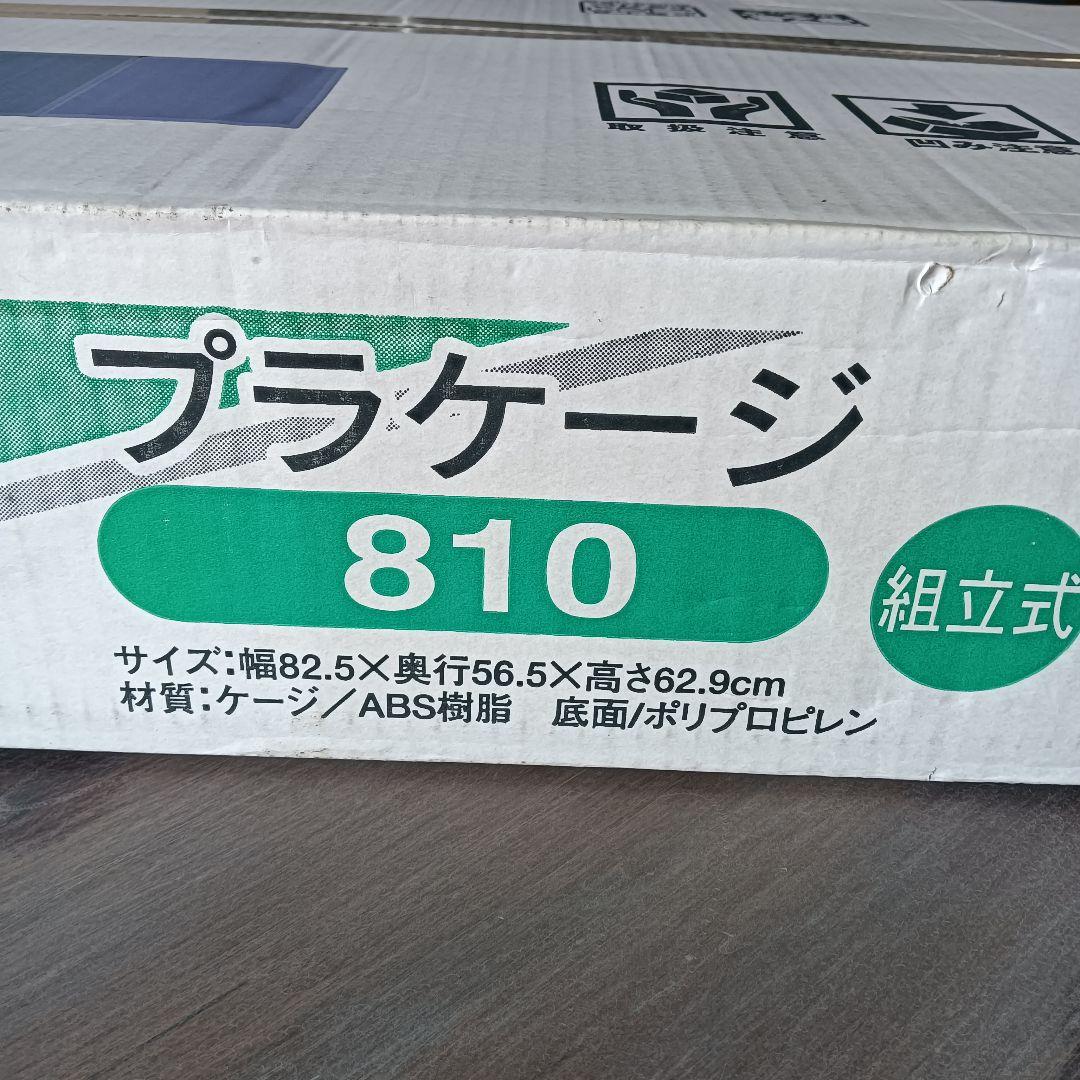 取扱注意
凹み注意
プラケージ
810
組立式
サイズ:幅82.5×奥行56.5×高さ62.9cm
材質:ケージ／ABS樹脂　底面/ポリプロピレン